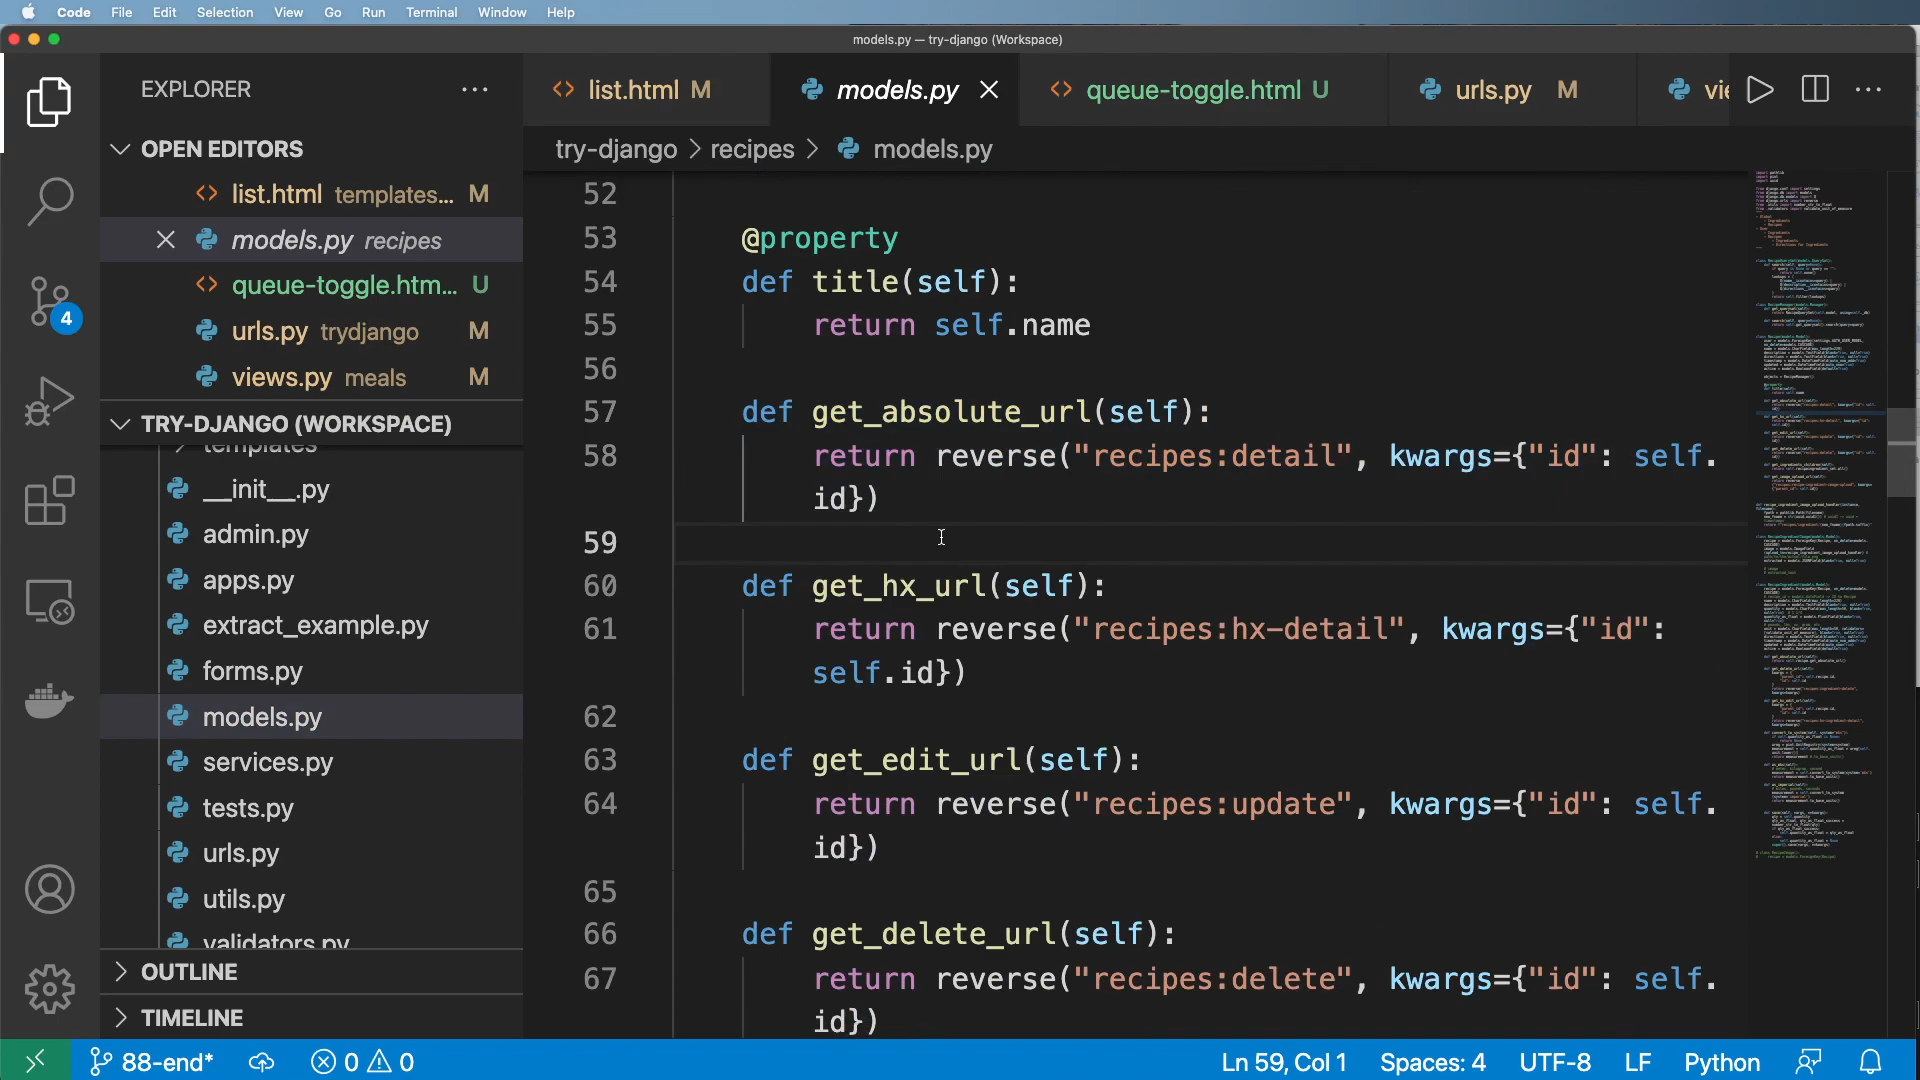 Code File Edit Selection View Go Run Terminal Window Help
models.py — try-django (Workspace)
EXPLORER
list.html M
models.py
queue-toggle.html U
urls.py M
vie
OPEN EDITORS
list.html templates... M
models.py recipes
queue-toggle.htm... U
urls.py trydjango M
views.py meals M
TRY-DJANGO (WORKSPACE)
templates
__init__.py
admin.py
apps.py
extract_example.py
forms.py
models.py
services.py
tests.py
urls.py
utils.py
validators.py
OUTLINE
TIMELINE
4
try-django > recipes > models.py
52
53 @property
54 def title(self):
55 return self.name
56
57 def get_absolute_url(self):
58 return reverse("recipes:detail", kwargs={"id": self.
id})
59
60 def get_hx_url(self):
61 return reverse("recipes:hx-detail", kwargs={"id":
self.id})
62
63 def get_edit_url(self):
64 return reverse("recipes:update", kwargs={"id": self.
id})
65
66 def get_delete_url(self):
67 return reverse("recipes:delete", kwargs={"id": self.
id})
88-end* 0 0 Ln 59, Col 1 Spaces: 4 UTF-8 LF Python